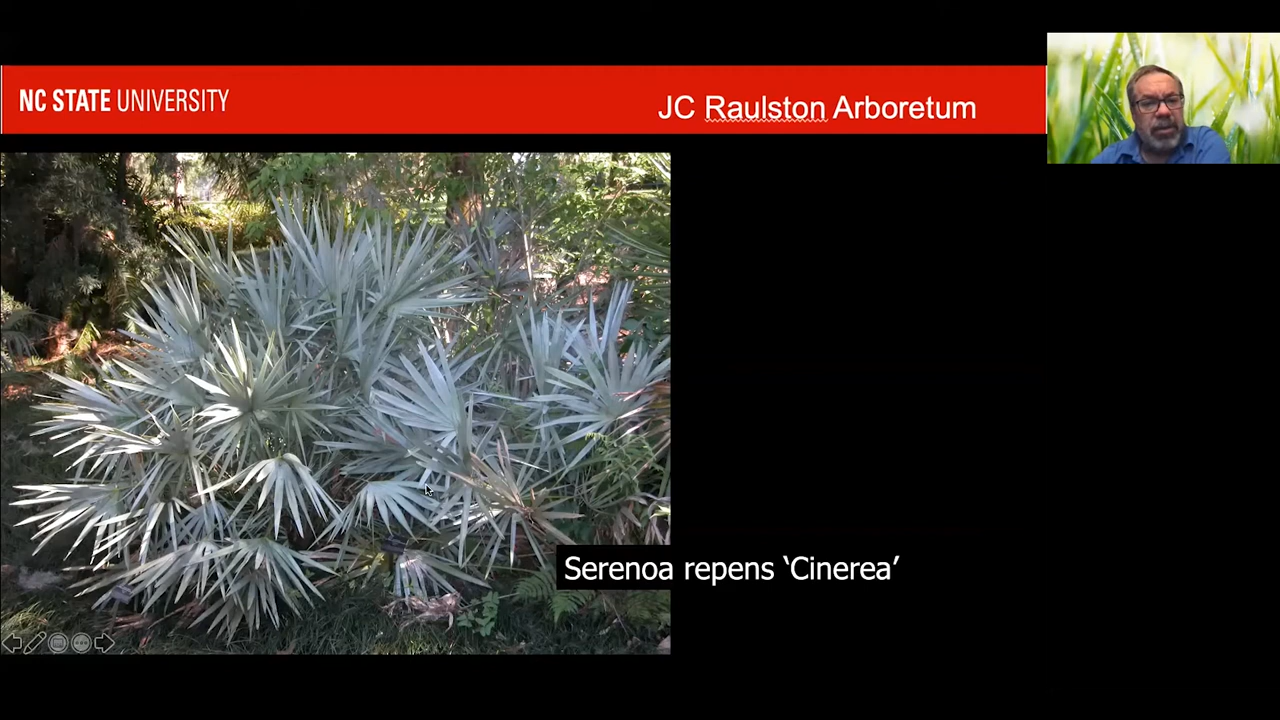 NC STATE UNIVERSITY
JC Raulston Arboretum
Serenoa repens ‘Cinerea’